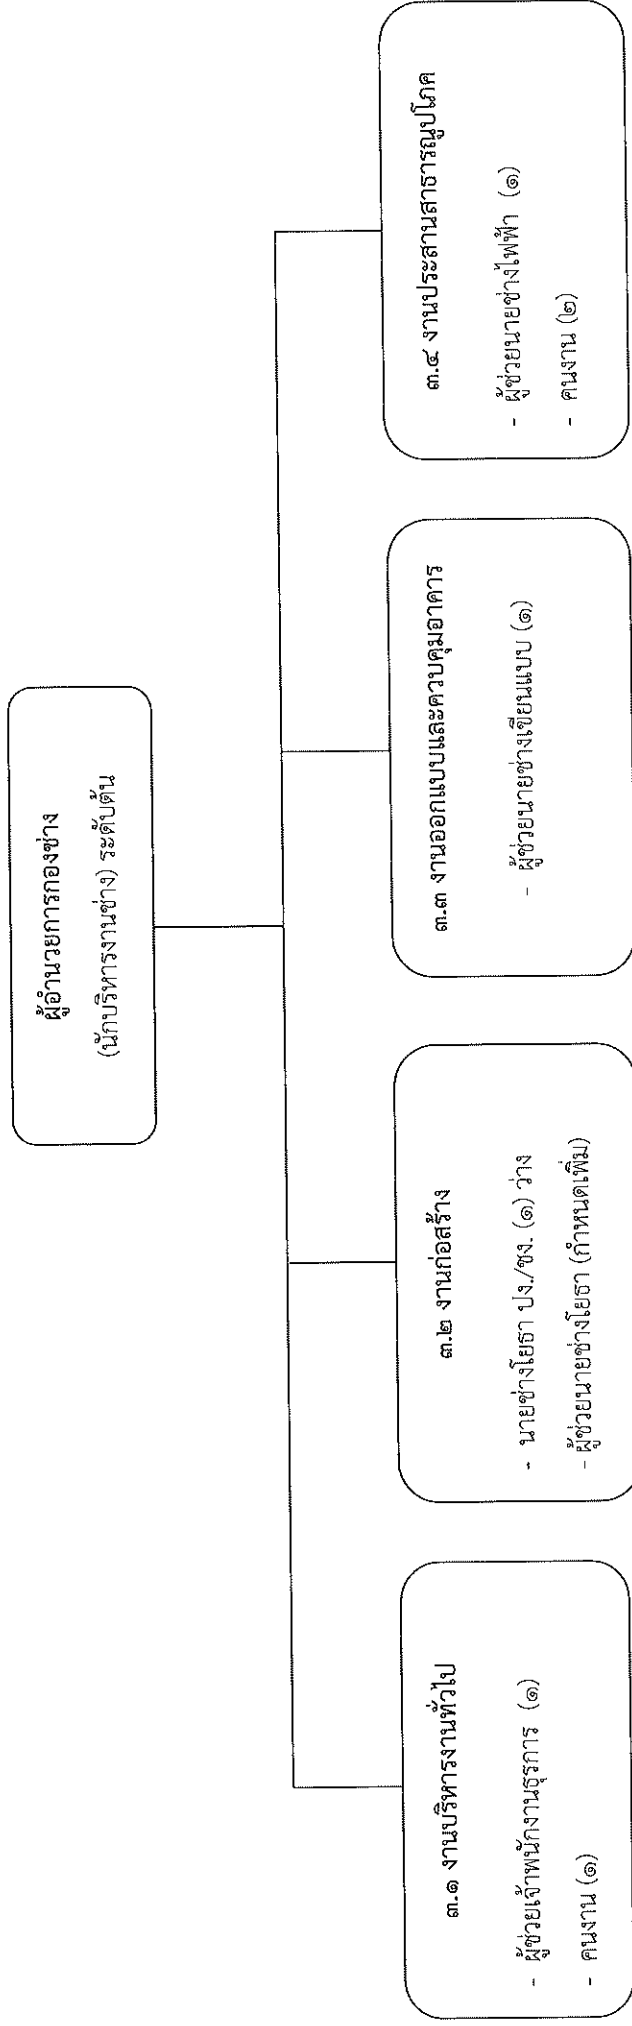 ผู้อำนวยการกองช่าง
(นักบริหารงานช่าง) ระดับต้น
๓.๑ งานบริหารงานทั่วไป
- ผู้ช่วยเจ้าพนักงานธุรการ (๑)
- คนงาน (๑)
๓.๒ งานก่อสร้าง
- นายช่างโยธา ปง./ชง. (๑) ว่าง
- ผู้ช่วยนายช่างโยธา (กำหนดเพิ่ม)
๓.๓ งานออกแบบและควบคุมอาคาร
- ผู้ช่วยนายช่างเขียนแบบ (๑)
๓.๔ งานประสานสาธารณูปโภค
- ผู้ช่วยนายช่างไฟฟ้า (๑)
- คนงาน (๒)